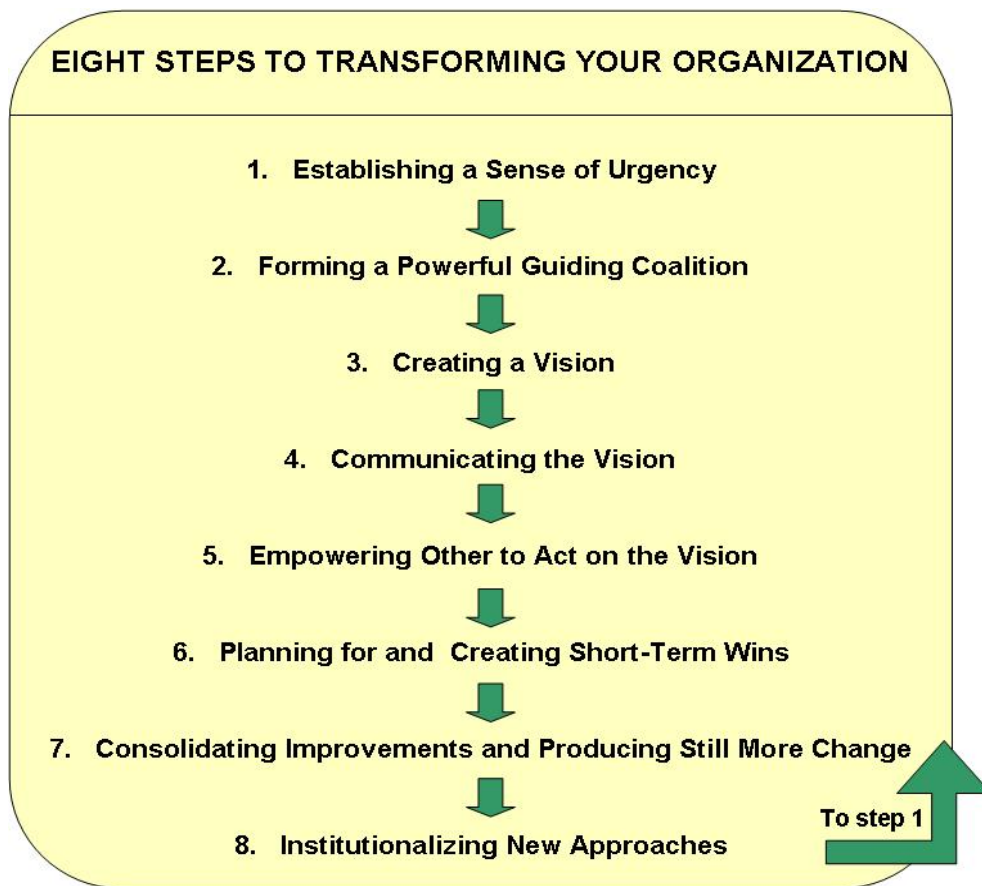 EIGHT STEPS TO TRANSFORMING YOUR ORGANIZATION
1. Establishing a Sense of Urgency
2. Forming a Powerful Guiding Coalition
3. Creating a Vision
4. Communicating the Vision
5. Empowering Other to Act on the Vision
6. Planning for and Creating Short-Term Wins
7. Consolidating Improvements and Producing Still More Change
8. Institutionalizing New Approaches
To step 1